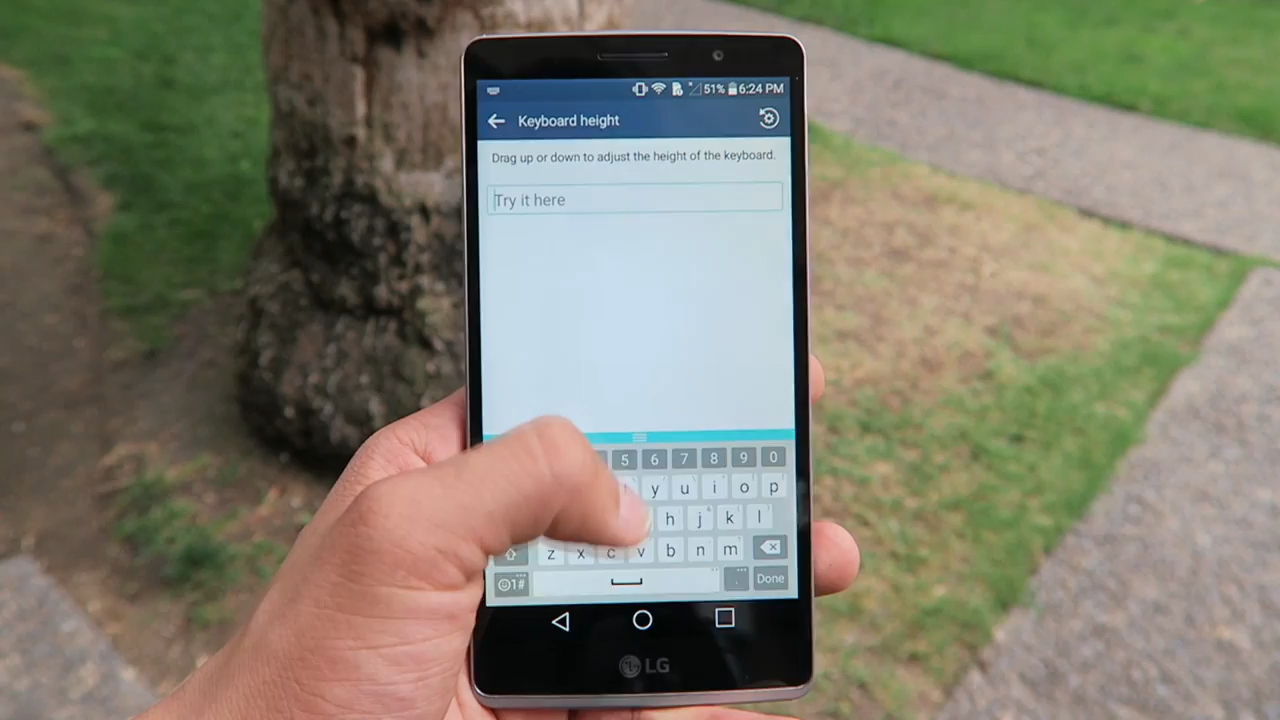 51% 6:24 PM
Keyboard height
Drag up or down to adjust the height of the keyboard.
Try it here
5 6 7 8 9 0
y u i o p
h j k l
z x c v b n m
1# . Done
LG